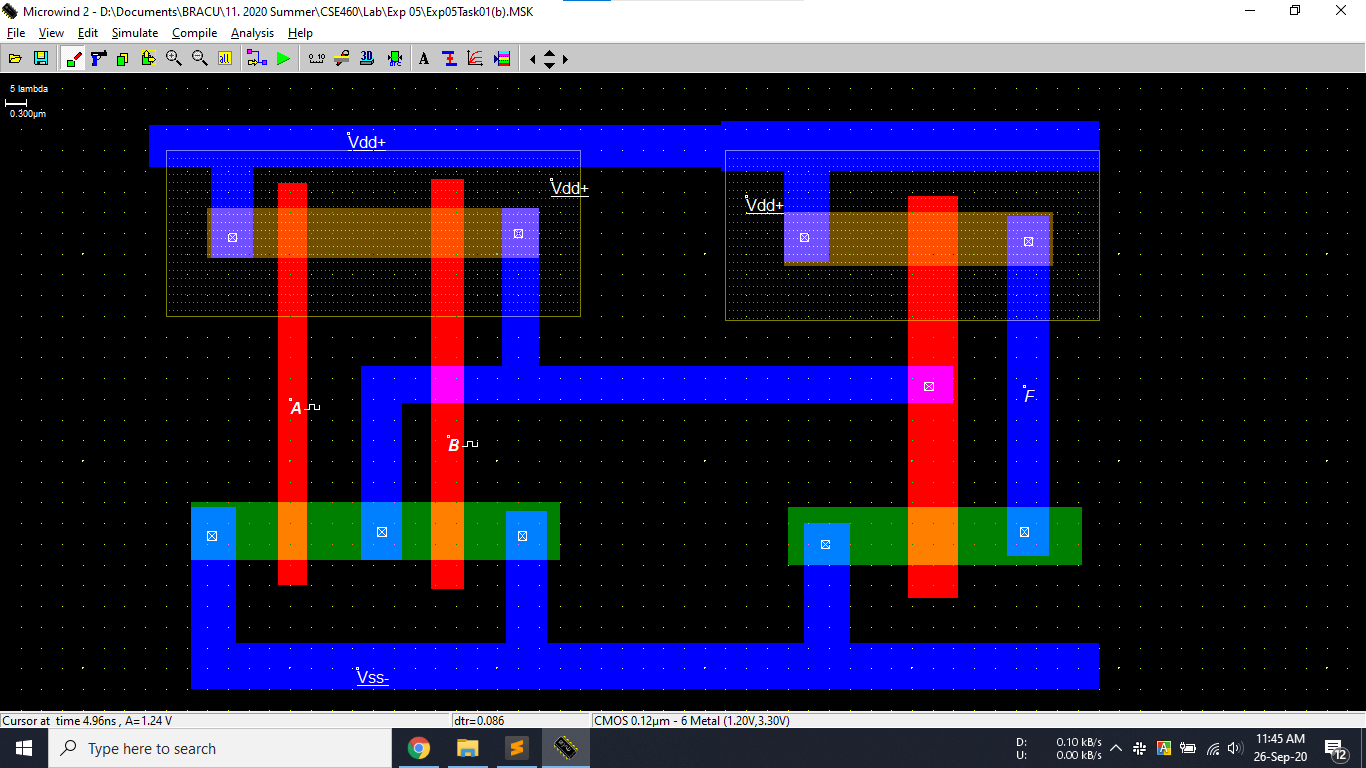 Microwind 2 - D:\Documents\BRACU\11. 2020 Summer\CSE460\Lab\Exp 05\Exp05Task01(b).MSK
File View Edit Simulate Compile Analysis Help
5 lambda
0.300µm
Vdd+
Vdd+
Vdd+
A
F
B
Vss-
Cursor at time 4.96ns , A=1.24 V
dtr=0.086
CMOS 0.12µm - 6 Metal (1.20V,3.30V)
Type here to search
D: 0.10 kB/s
U: 0.00 kB/s
11:45 AM
26-Sep-20
12